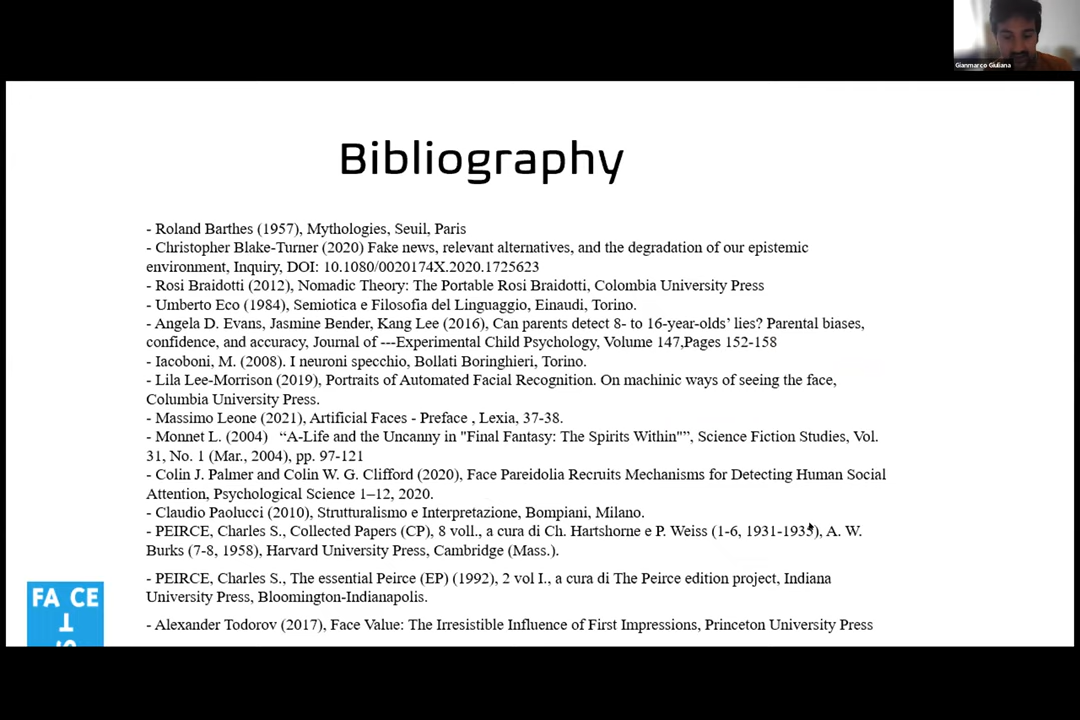 Gianmarco Giuliana
Bibliography
- Roland Barthes (1957), Mythologies, Seuil, Paris
- Christopher Blake-Turner (2020) Fake news, relevant alternatives, and the degradation of our epistemic
environment, Inquiry, DOI: 10.1080/0020174X.2020.1725623
- Rosi Braidotti (2012), Nomadic Theory: The Portable Rosi Braidotti, Colombia University Press
- Umberto Eco (1984), Semiotica e Filosofia del Linguaggio, Einaudi, Torino.
- Angela D. Evans, Jasmine Bender, Kang Lee (2016), Can parents detect 8- to 16-year-olds’ lies? Parental biases,
confidence, and accuracy, Journal of ---Experimental Child Psychology, Volume 147,Pages 152-158
- Iacoboni, M. (2008). I neuroni specchio, Bollati Boringhieri, Torino.
- Lila Lee-Morrison (2019), Portraits of Automated Facial Recognition. On machinic ways of seeing the face,
Columbia University Press.
- Massimo Leone (2021), Artificial Faces - Preface , Lexia, 37-38.
- Monnet L. (2004) “A-Life and the Uncanny in "Final Fantasy: The Spirits Within"”, Science Fiction Studies, Vol.
31, No. 1 (Mar., 2004), pp. 97-121
- Colin J. Palmer and Colin W. G. Clifford (2020), Face Pareidolia Recruits Mechanisms for Detecting Human Social
Attention, Psychological Science 1–12, 2020.
- Claudio Paolucci (2010), Strutturalismo e Interpretazione, Bompiani, Milano.
- PEIRCE, Charles S., Collected Papers (CP), 8 voll., a cura di Ch. Hartshorne e P. Weiss (1-6, 1931-1935), A. W.
Burks (7-8, 1958), Harvard University Press, Cambridge (Mass.).
- PEIRCE, Charles S., The essential Peirce (EP) (1992), 2 vol I., a cura di The Peirce edition project, Indiana
University Press, Bloomington-Indianapolis.
- Alexander Todorov (2017), Face Value: The Irresistible Influence of First Impressions, Princeton University Press
FA CE
T